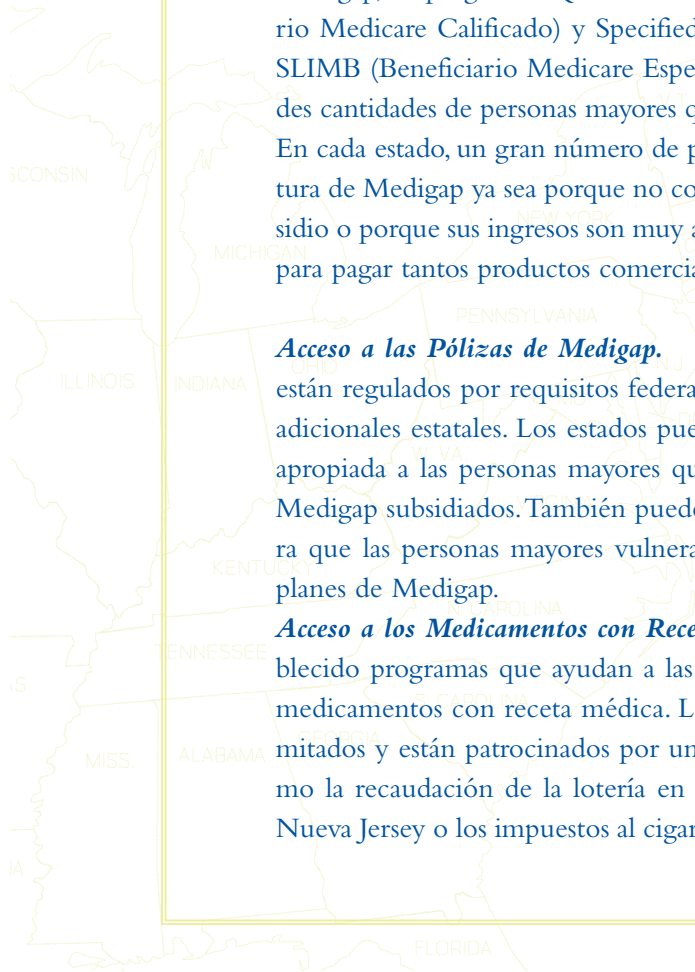 rio Medicare Calificado) y Specified
SLIMB (Beneficiario Medicare Espe
des cantidades de personas mayores q
En cada estado, un gran número de p
tura de Medigap ya sea porque no co
sidio o porque sus ingresos son muy a
para pagar tantos productos comercia
Acceso a las Pólizas de Medigap.
están regulados por requisitos federa
adicionales estatales. Los estados pue
apropiada a las personas mayores qu
Medigap subsidiados. También puede
ra que las personas mayores vulnera
planes de Medigap.
Acceso a los Medicamentos con Rece
blecido programas que ayudan a las
medicamentos con receta médica. L
mitados y están patrocinados por un
mo la recaudación de la lotería en
Nueva Jersey o los impuestos al cigar
SCONSIN
MICHIGAN
NEW YORK
PENNSYLVANIA
ILLINOIS
INDIANA
OHIO
N.J.
W. VA
KENTUCKY
N. CAROLINA
TENNESSEE
S. CAROLINA
MISS.
ALABAMA
GEORGIA
FLORIDA